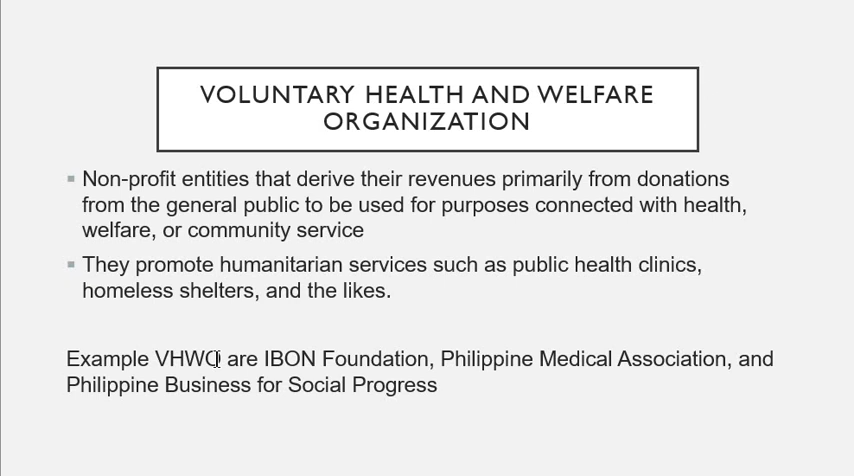 VOLUNTARY HEALTH AND WELFARE
ORGANIZATION
Non-profit entities that derive their revenues primarily from donations
from the general public to be used for purposes connected with health,
welfare, or community service
They promote humanitarian services such as public health clinics,
homeless shelters, and the likes.
Example VHWO are IBON Foundation, Philippine Medical Association, and
Philippine Business for Social Progress